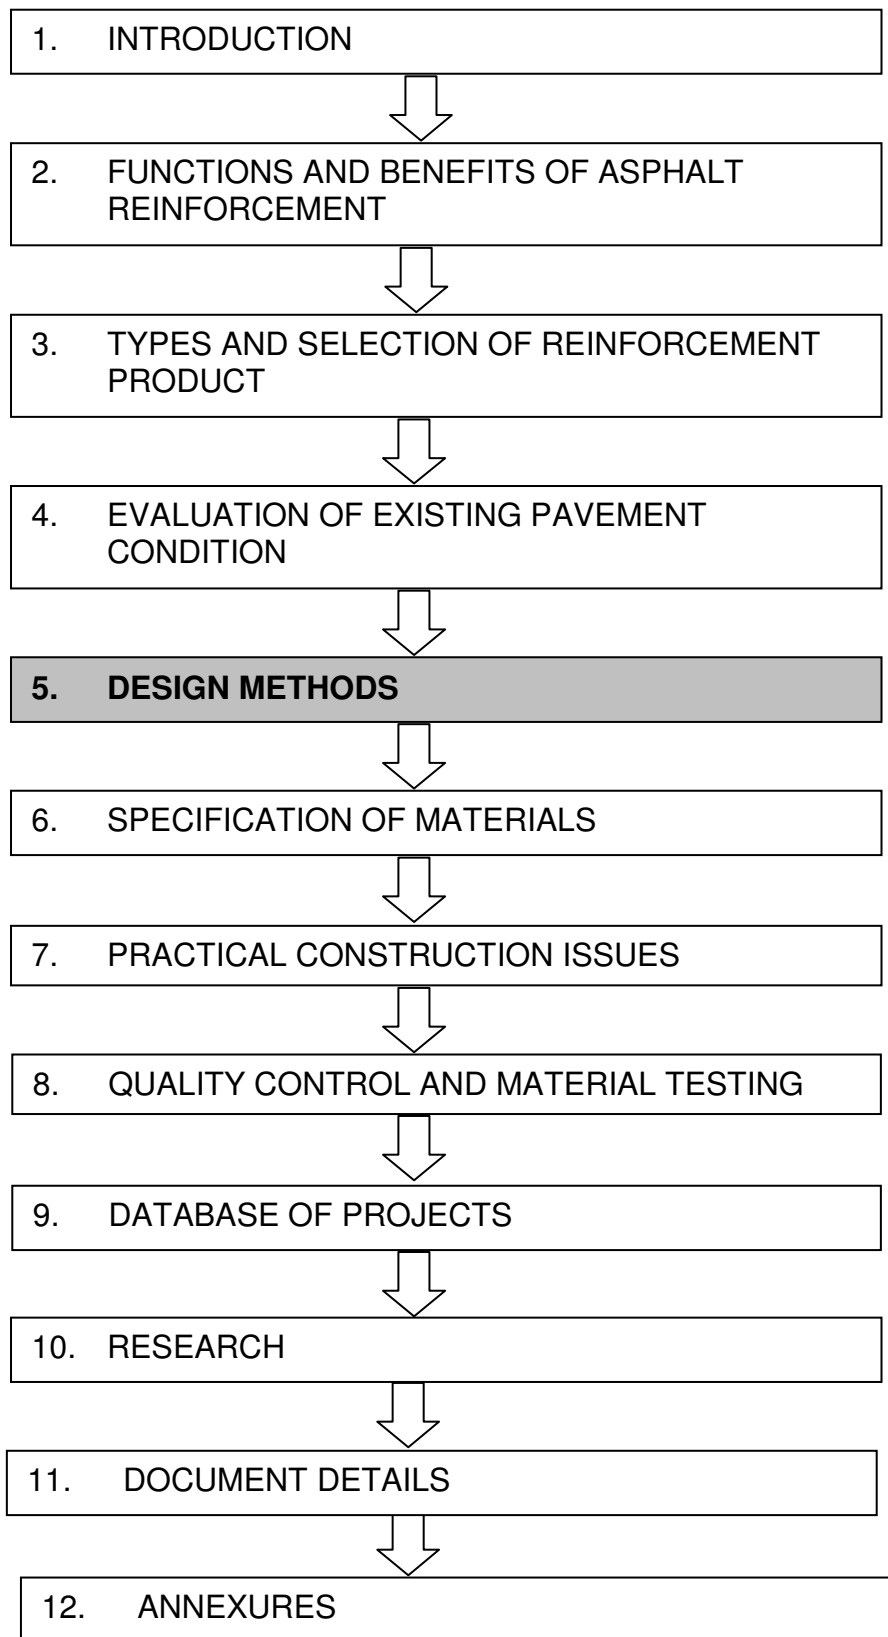 1. INTRODUCTION
2. FUNCTIONS AND BENEFITS OF ASPHALT
REINFORCEMENT
3. TYPES AND SELECTION OF REINFORCEMENT
PRODUCT
4. EVALUATION OF EXISTING PAVEMENT
CONDITION
5. DESIGN METHODS
6. SPECIFICATION OF MATERIALS
7. PRACTICAL CONSTRUCTION ISSUES
8. QUALITY CONTROL AND MATERIAL TESTING
9. DATABASE OF PROJECTS
10. RESEARCH
11. DOCUMENT DETAILS
12. ANNEXURES